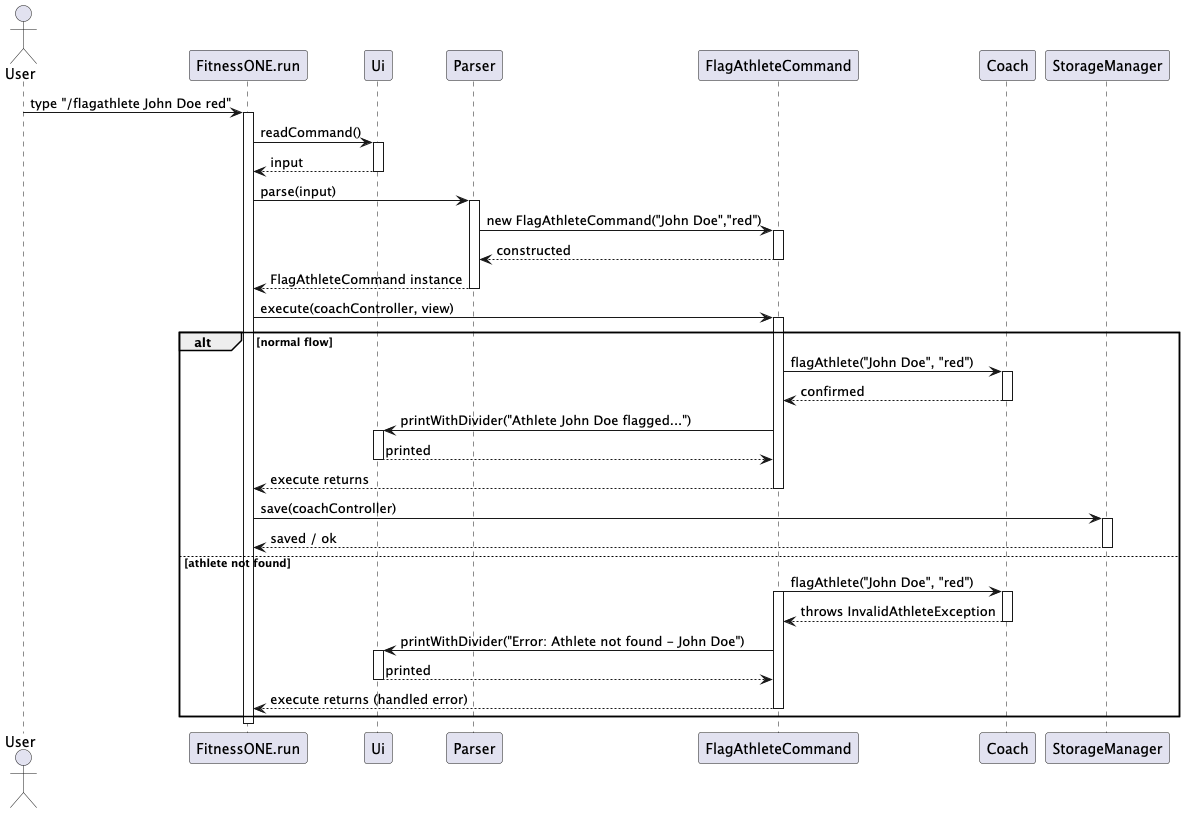 User
FitnessONE.run
Ui
Parser
FlagAthleteCommand
Coach
StorageManager
type "/flagathlete John Doe red"
readCommand()
input
parse(input)
new FlagAthleteCommand("John Doe","red")
constructed
FlagAthleteCommand instance
execute(coachController, view)
alt
[normal flow]
flagAthlete("John Doe", "red")
confirmed
printWithDivider("Athlete John Doe flagged...")
printed
execute returns
save(coachController)
saved / ok
[athlete not found]
flagAthlete("John Doe", "red")
throws InvalidAthleteException
printWithDivider("Error: Athlete not found - John Doe")
printed
execute returns (handled error)
User
FitnessONE.run
Ui
Parser
FlagAthleteCommand
Coach
StorageManager